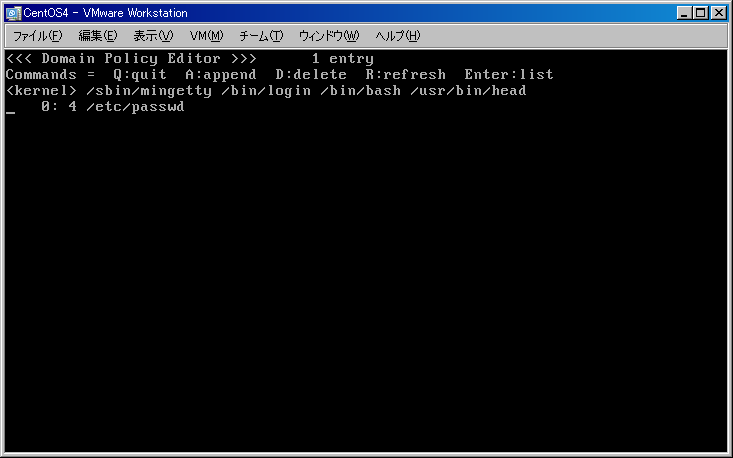 CentOS4 - VMware Workstation
ファイル(F) 編集(E) 表示(V) VM(M) チーム(T) ウィンドウ(W) ヘルプ(H)
<<< Domain Policy Editor >>>      1 entry
Commands =  Q:quit  A:append  D:delete  R:refresh  Enter:list
<kernel> /sbin/mingetty /bin/login /bin/bash /usr/bin/head
_   0: 4 /etc/passwd